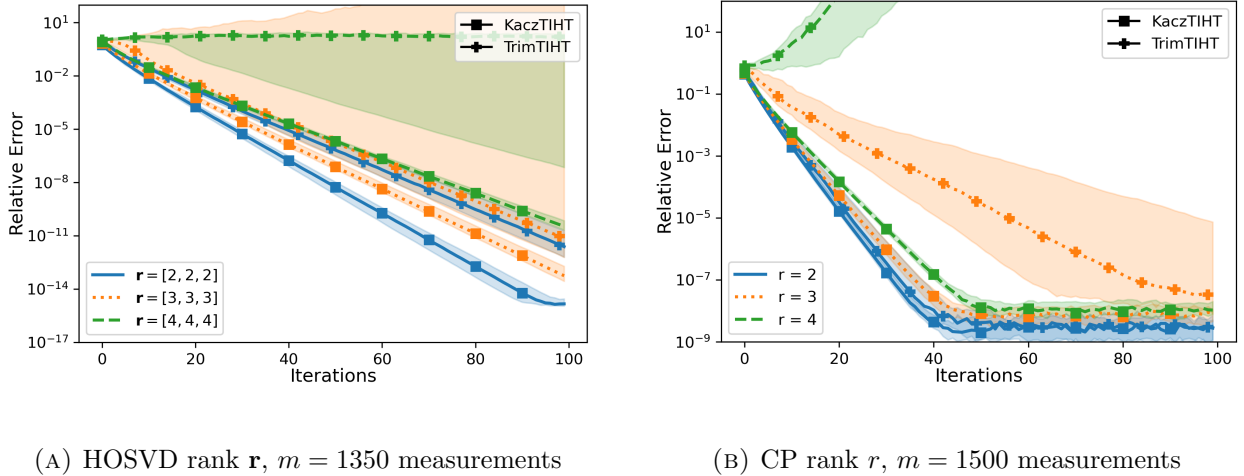 10^1
10^-2
10^-5
10^-8
10^-11
10^-14
10^-17
Relative Error
KaczTIHT
TrimTIHT
r = [2, 2, 2]
r = [3, 3, 3]
r = [4, 4, 4]
0 20 40 60 80 100
Iterations
(A) HOSVD rank r, m = 1350 measurements
10^1
10^-1
10^-3
10^-5
10^-7
10^-9
Relative Error
KaczTIHT
TrimTIHT
r = 2
r = 3
r = 4
0 20 40 60 80 100
Iterations
(B) CP rank r, m = 1500 measurements